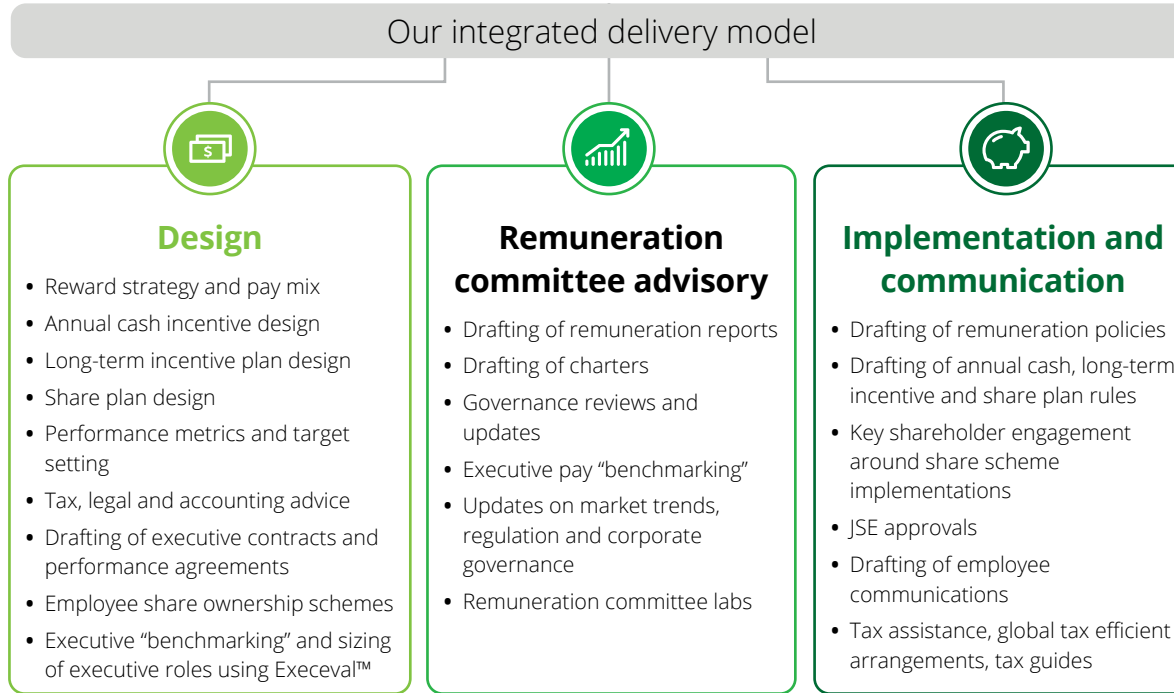 Our integrated delivery model
$
Design
• Reward strategy and pay mix
• Annual cash incentive design
• Long-term incentive plan design
• Share plan design
• Performance metrics and target
setting
• Tax, legal and accounting advice
• Drafting of executive contracts and
performance agreements
• Employee share ownership schemes
• Executive “benchmarking” and sizing
of executive roles using Execeval™
Remuneration
committee advisory
• Drafting of remuneration reports
• Drafting of charters
• Governance reviews and
updates
• Executive pay “benchmarking”
• Updates on market trends,
regulation and corporate
governance
• Remuneration committee labs
Implementation and
communication
• Drafting of remuneration policies
• Drafting of annual cash, long-term
incentive and share plan rules
• Key shareholder engagement
around share scheme
implementations
• JSE approvals
• Drafting of employee
communications
• Tax assistance, global tax efficient
arrangements, tax guides